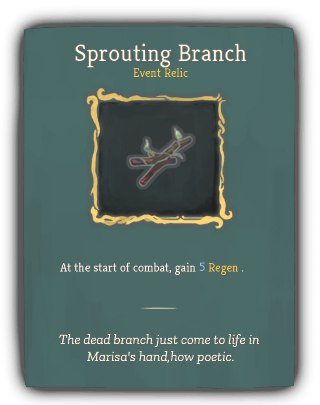 Sprouting Branch
Event Relic
At the start of combat, gain 5 Regen .
The dead branch just come to life in
Marisa's hand,how poetic.